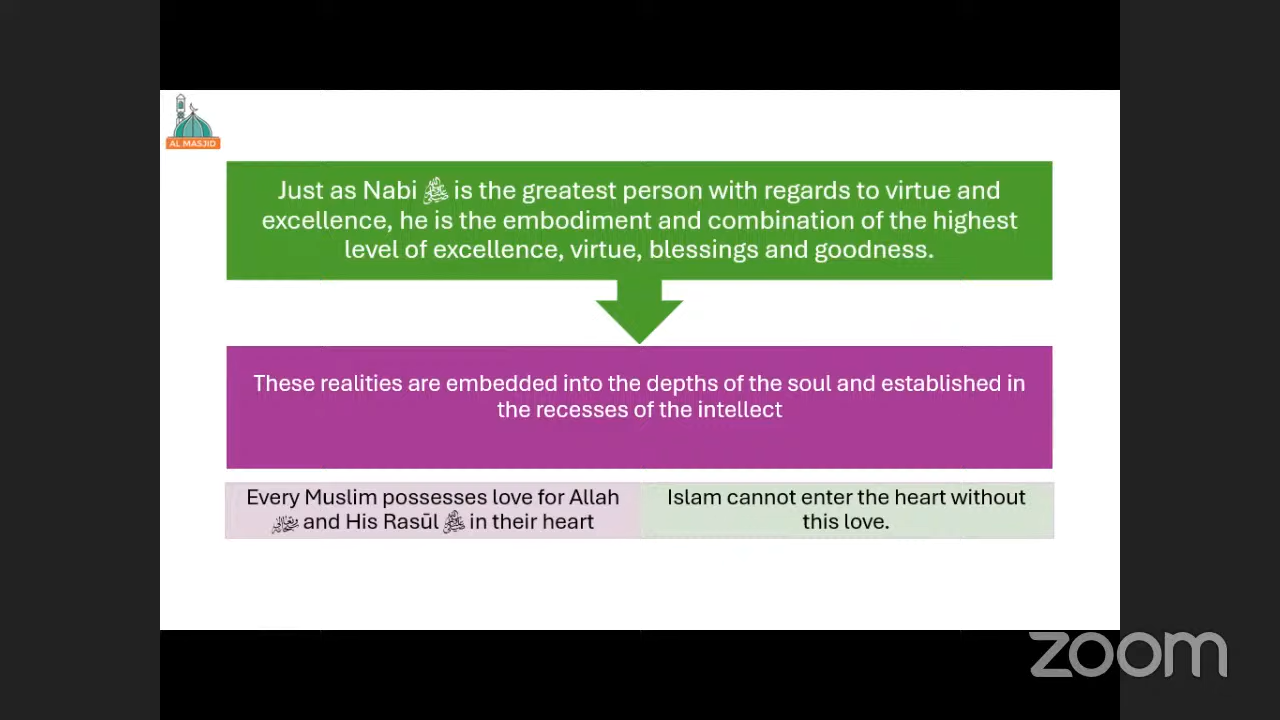 AL MASJID
Just as Nabi ﷺ is the greatest person with regards to virtue and
excellence, he is the embodiment and combination of the highest
level of excellence, virtue, blessings and goodness.
These realities are embedded into the depths of the soul and established in
the recesses of the intellect
Every Muslim possesses love for Allah
and His Rasūl ﷺ in their heart
Islam cannot enter the heart without
this love.
zoom